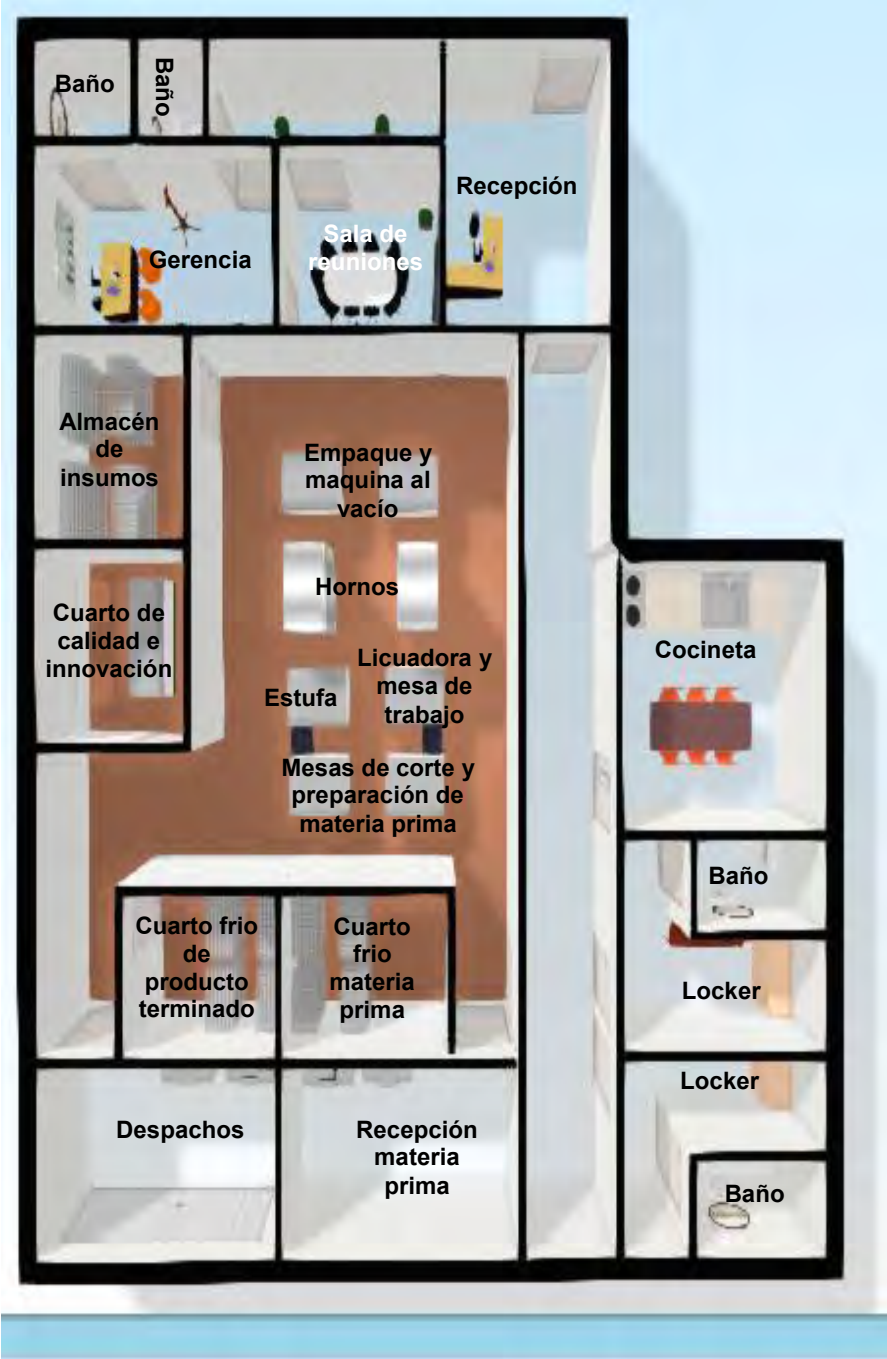 Baño
Baño
Recepción
Gerencia
Sala de
reuniones
Almacén
de
insumos
Empaque y
maquina al
vacío
Hornos
Cuarto de
calidad e
innovación
Licuadora y
mesa de
trabajo
Estufa
Cocineta
Mesas de corte y
preparación de
materia prima
Baño
Cuarto frio
de
producto
terminado
Cuarto
frio
materia
prima
Locker
Locker
Despachos
Recepción
materia
prima
Baño